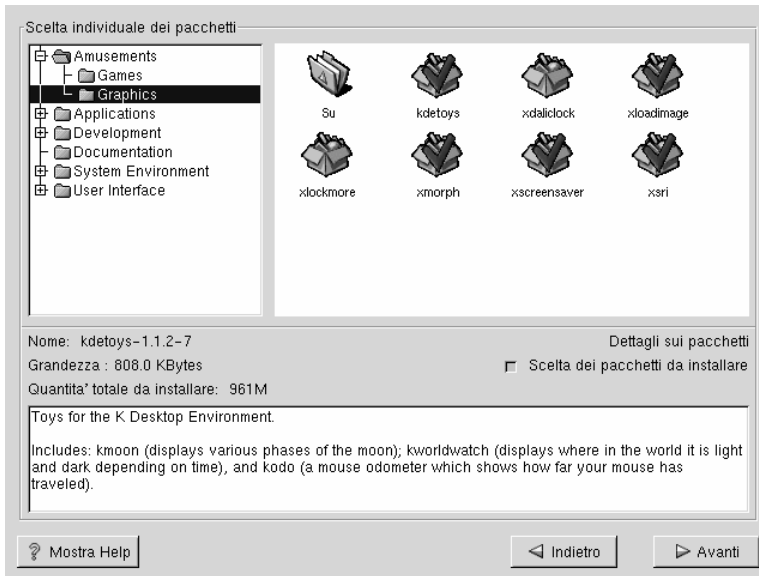 Scelta individuale dei pacchetti
Amusements
Games
Graphics
Applications
Development
Documentation
System Environment
User Interface
Su
kdetoys
xdaliclock
xloadimage
xlockmore
xmorph
xscreensaver
xsri
Nome: kdetoys-1.1.2-7
Dettagli sui pacchetti
Grandezza : 808.0 KBytes
Scelta dei pacchetti da installare
Quantita' totale da installare: 961M
Toys for the K Desktop Environment.
Includes: kmoon (displays various phases of the moon); kworldwatch (displays where in the world it is light
and dark depending on time), and kodo (a mouse odometer which shows how far your mouse has
traveled).
Mostra Help
Indietro
Avanti